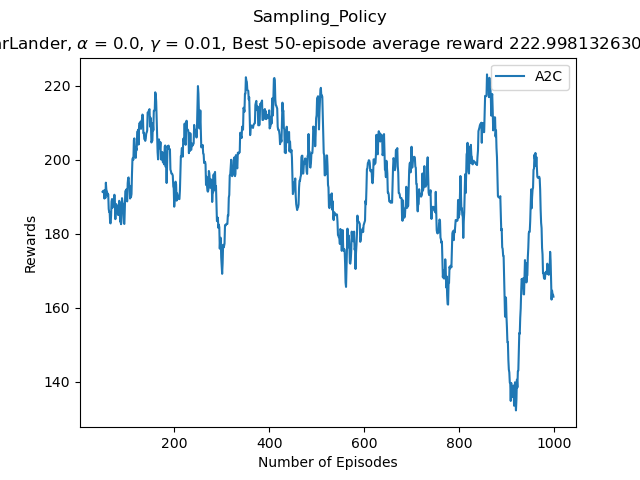 Sampling_Policy
arLander, α = 0.0, γ = 0.01, Best 50-episode average reward 222.998132630
A2C
Rewards
220
200
180
160
140
200 400 600 800 1000
Number of Episodes